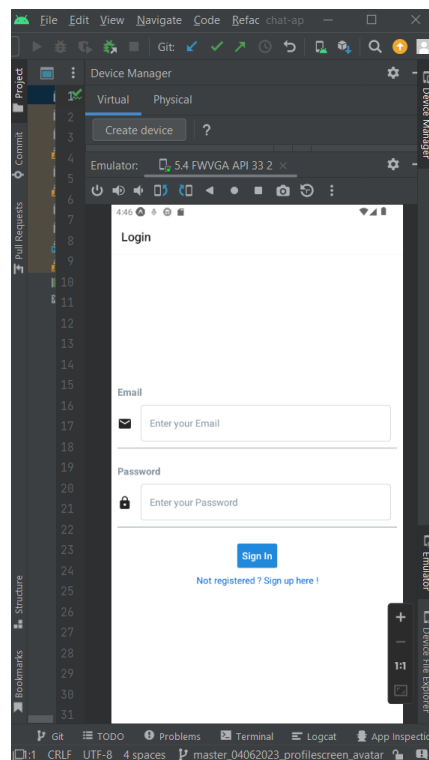 File Edit View Navigate Code Refac chat-ap
Git:
Device Manager
Virtual Physical
Create device ?
Emulator: 5.4 FWVGA API 33 2
4:46
Login
Email
Enter your Email
Password
Enter your Password
Sign In
Not registered ? Sign up here !
1:1
Project
Commit
Pull Requests
Structure
Bookmarks
1
2
3
4
5
6
7
8
9
10
11
12
13
14
15
16
17
18
19
20
21
22
23
24
25
26
27
28
29
30
31
Device Manager
Emulator
Device File Explorer
Git TODO Problems Terminal Logcat App Inspectio
1:1 CRLF UTF-8 4 spaces master_04062023_profilescreen_avatar